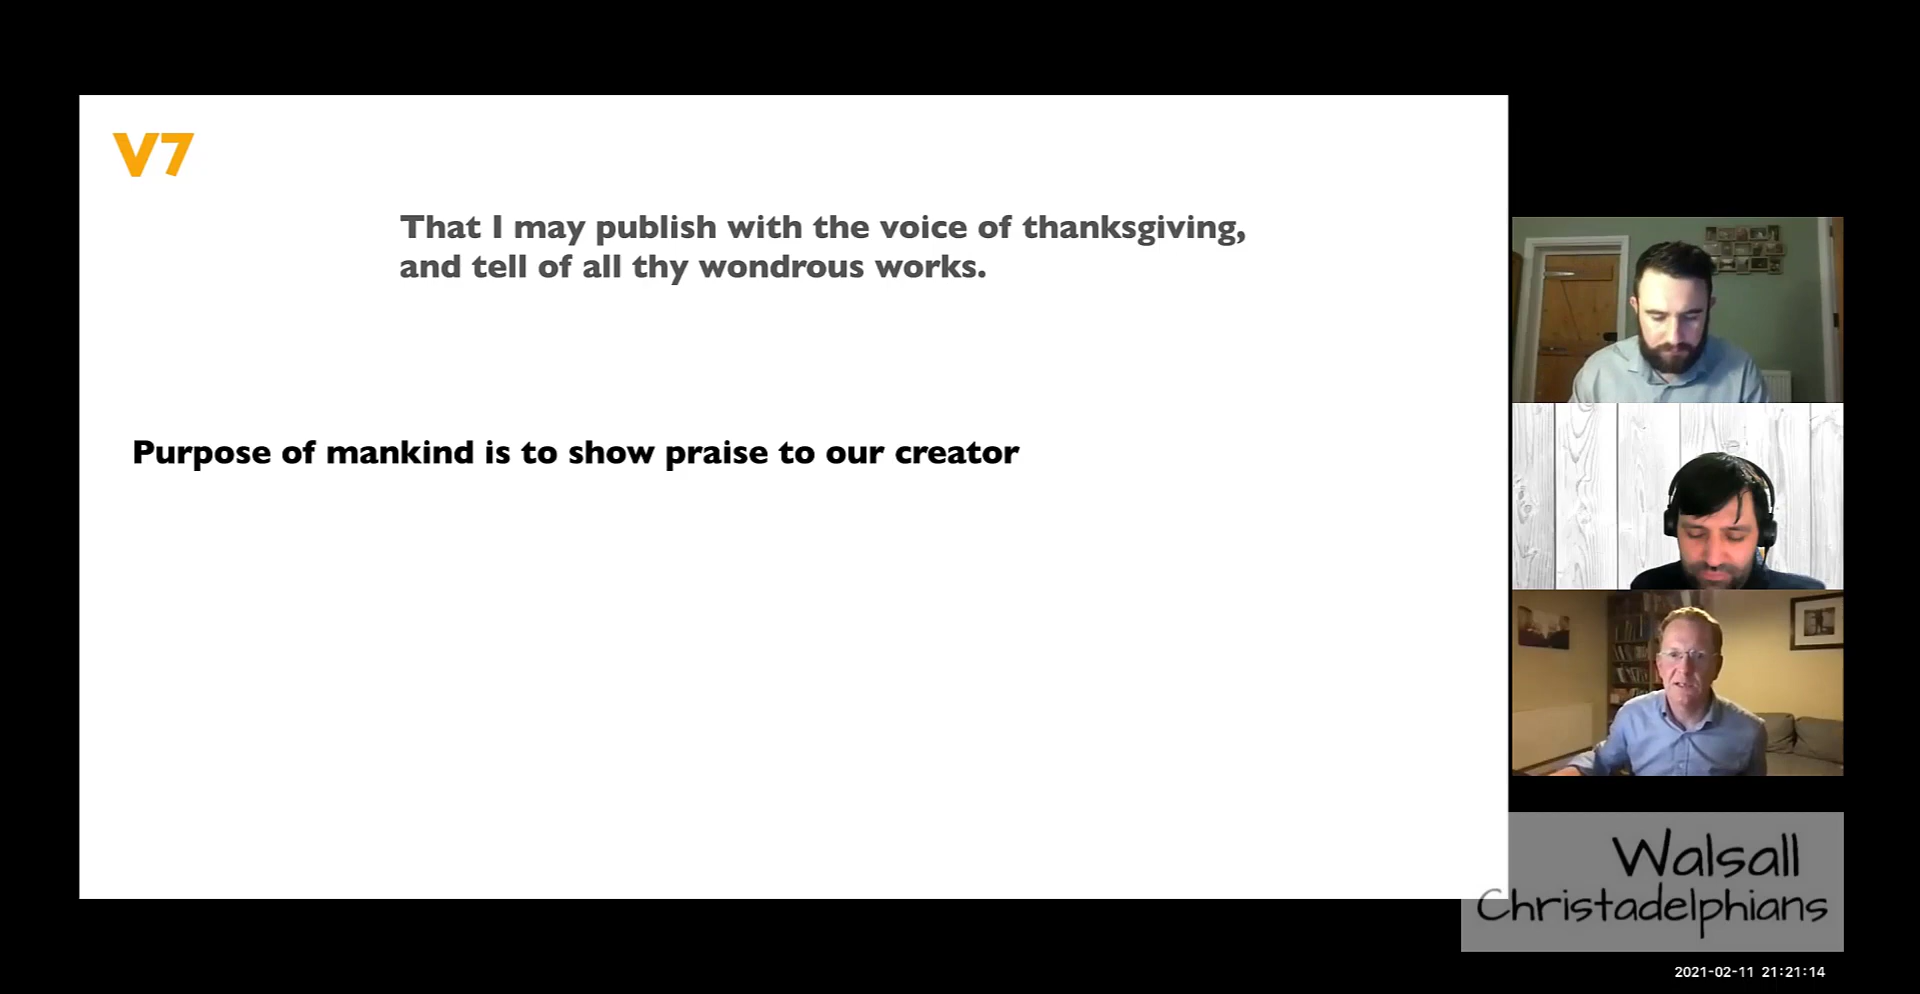 V7
That I may publish with the voice of thanksgiving,
and tell of all thy wondrous works.
Purpose of mankind is to show praise to our creator
Walsall
Christadelphians
2021-02-11 21:21:14